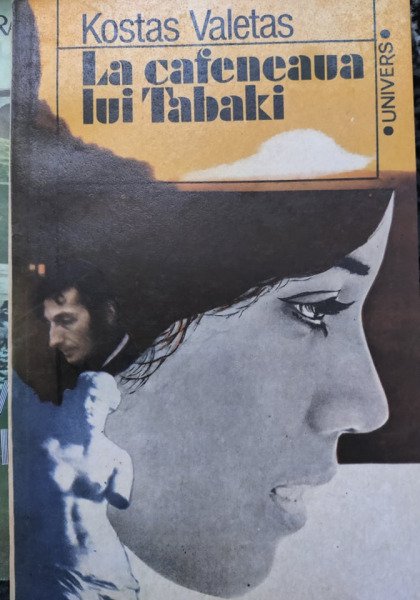 Kostas Valetas
La cafeneaua
lui Tabaki
•UNIVERS•